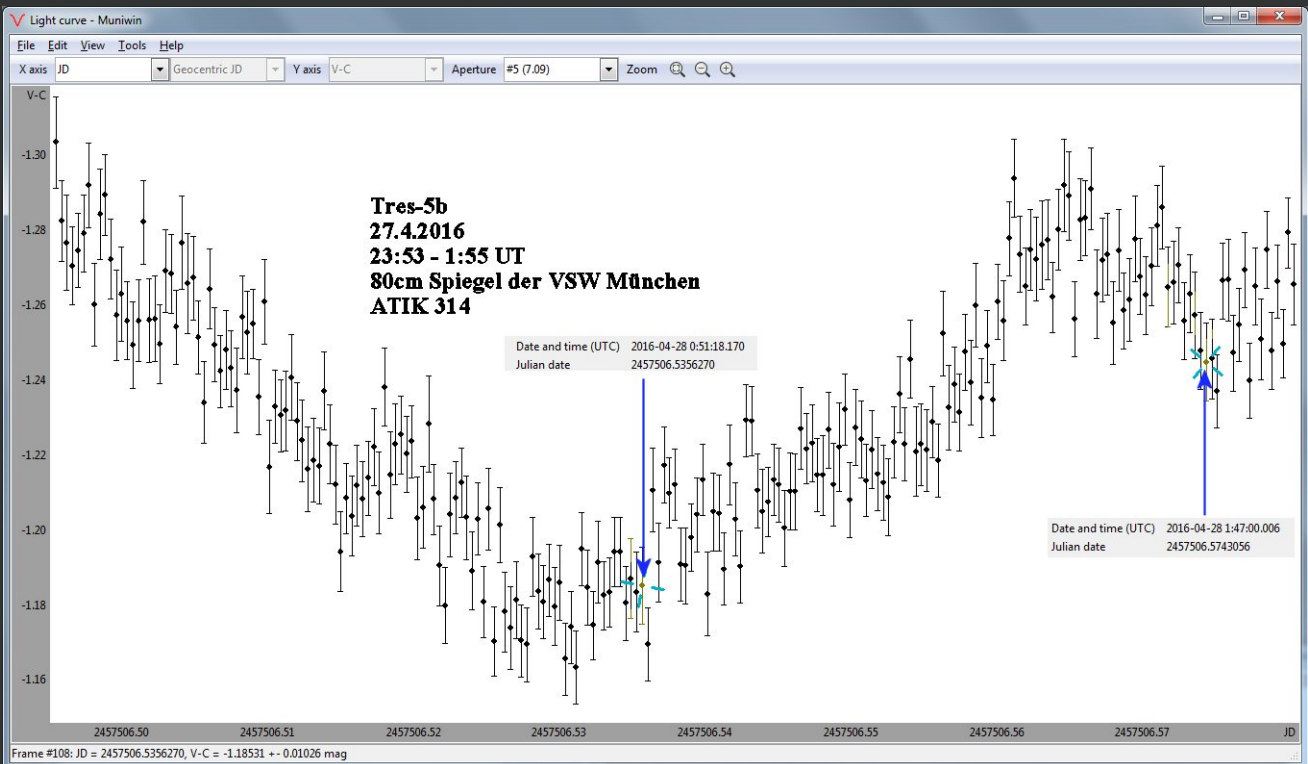 Light curve - Muniwin
File Edit View Tools Help
X axis JD Geocentric JD Y axis V-C Aperture #5 (7.09) Zoom
V-C
-1.30
-1.28
-1.26
-1.24
-1.22
-1.20
-1.18
-1.16
Tres-5b
27.4.2016
23:53 - 1:55 UT
80cm Spiegel der VSW München
ATIK 314
Date and time (UTC) 2016-04-28 0:51:18.170
Julian date 2457506.5356270
Date and time (UTC) 2016-04-28 1:47:00.006
Julian date 2457506.5743056
2457506.50 2457506.51 2457506.52 2457506.53 2457506.54 2457506.55 2457506.56 2457506.57 JD
Frame #108: JD = 2457506.5356270, V-C = -1.18531 +- 0.01026 mag